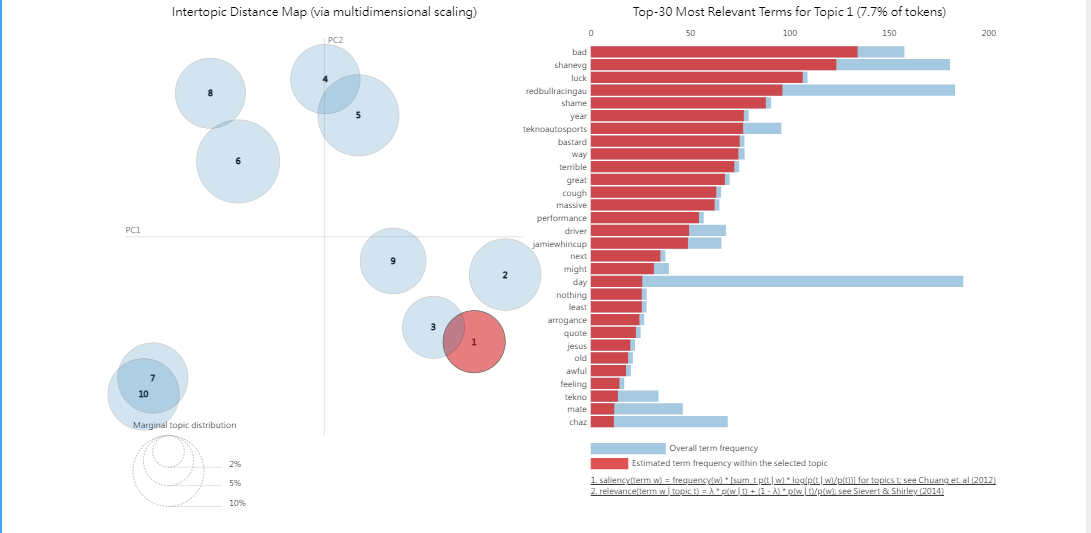 Intertopic Distance Map (via multidimensional scaling)
PC2
PC1
4
8
5
6
9
2
3
1
7
10
Marginal topic distribution
2%
5%
10%
Top-30 Most Relevant Terms for Topic 1 (7.7% of tokens)
0 50 100 150 200
bad
shanevg
luck
redbullracingau
shame
year
teknoautosports
bastard
way
terrible
great
cough
massive
performance
driver
jamiewhincup
next
might
day
nothing
least
arrogance
quote
jesus
old
awful
feeling
tekno
mate
chaz
Overall term frequency
Estimated term frequency within the selected topic
1. saliency(term w) = frequency(w) * [sum_t p(t | w) * log(p(t | w)/p(t))] for topics t; see Chuang et. al (2012)
2. relevance(term w | topic t) = λ * p(w | t) + (1 - λ) * p(w | t)/p(w); see Sievert & Shirley (2014)